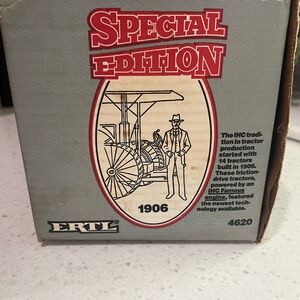 SPECIAL
EDITION
The IHC tradi-
tion in tractor
production
started with
14 tractors
built in 1906.
These friction-
drive tractors,
powered by an
IHC Famous
engine, featured
the newest tech-
nology available.
1906
ERTL
4620